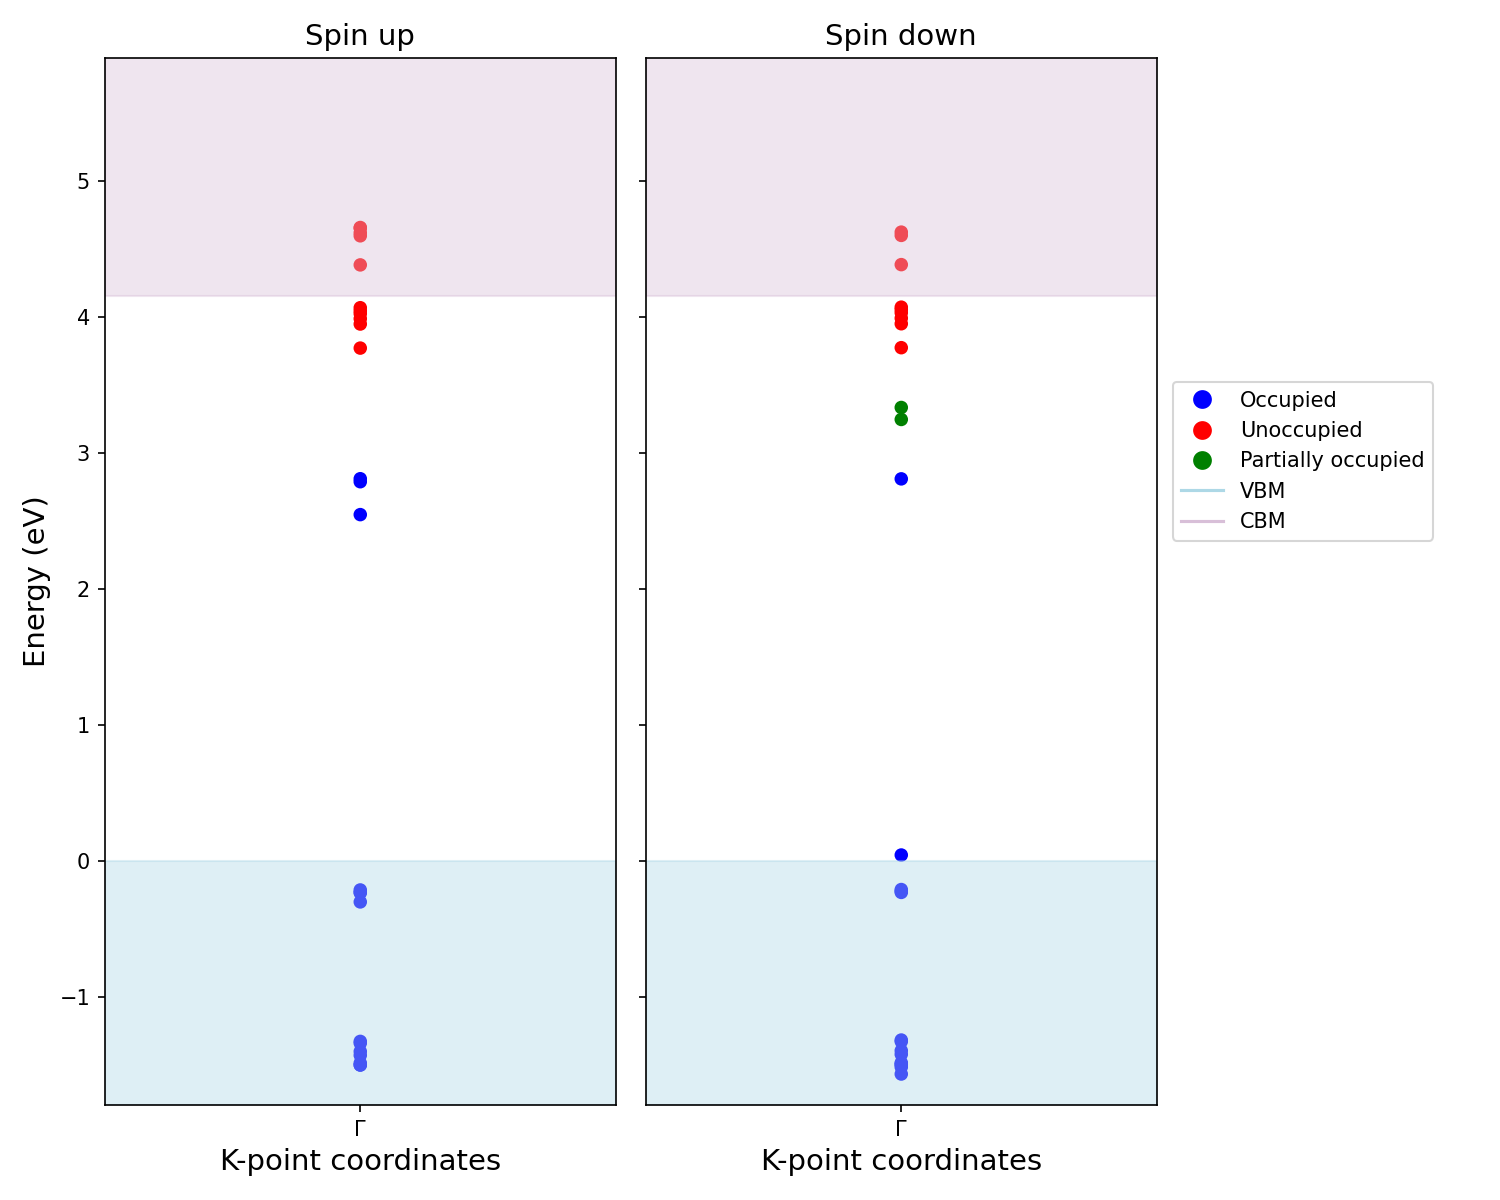 Spin up
Spin down
Energy (eV)
5
4
3
2
1
0
−1
Γ
Γ
K-point coordinates
K-point coordinates
Occupied
Unoccupied
Partially occupied
VBM
CBM